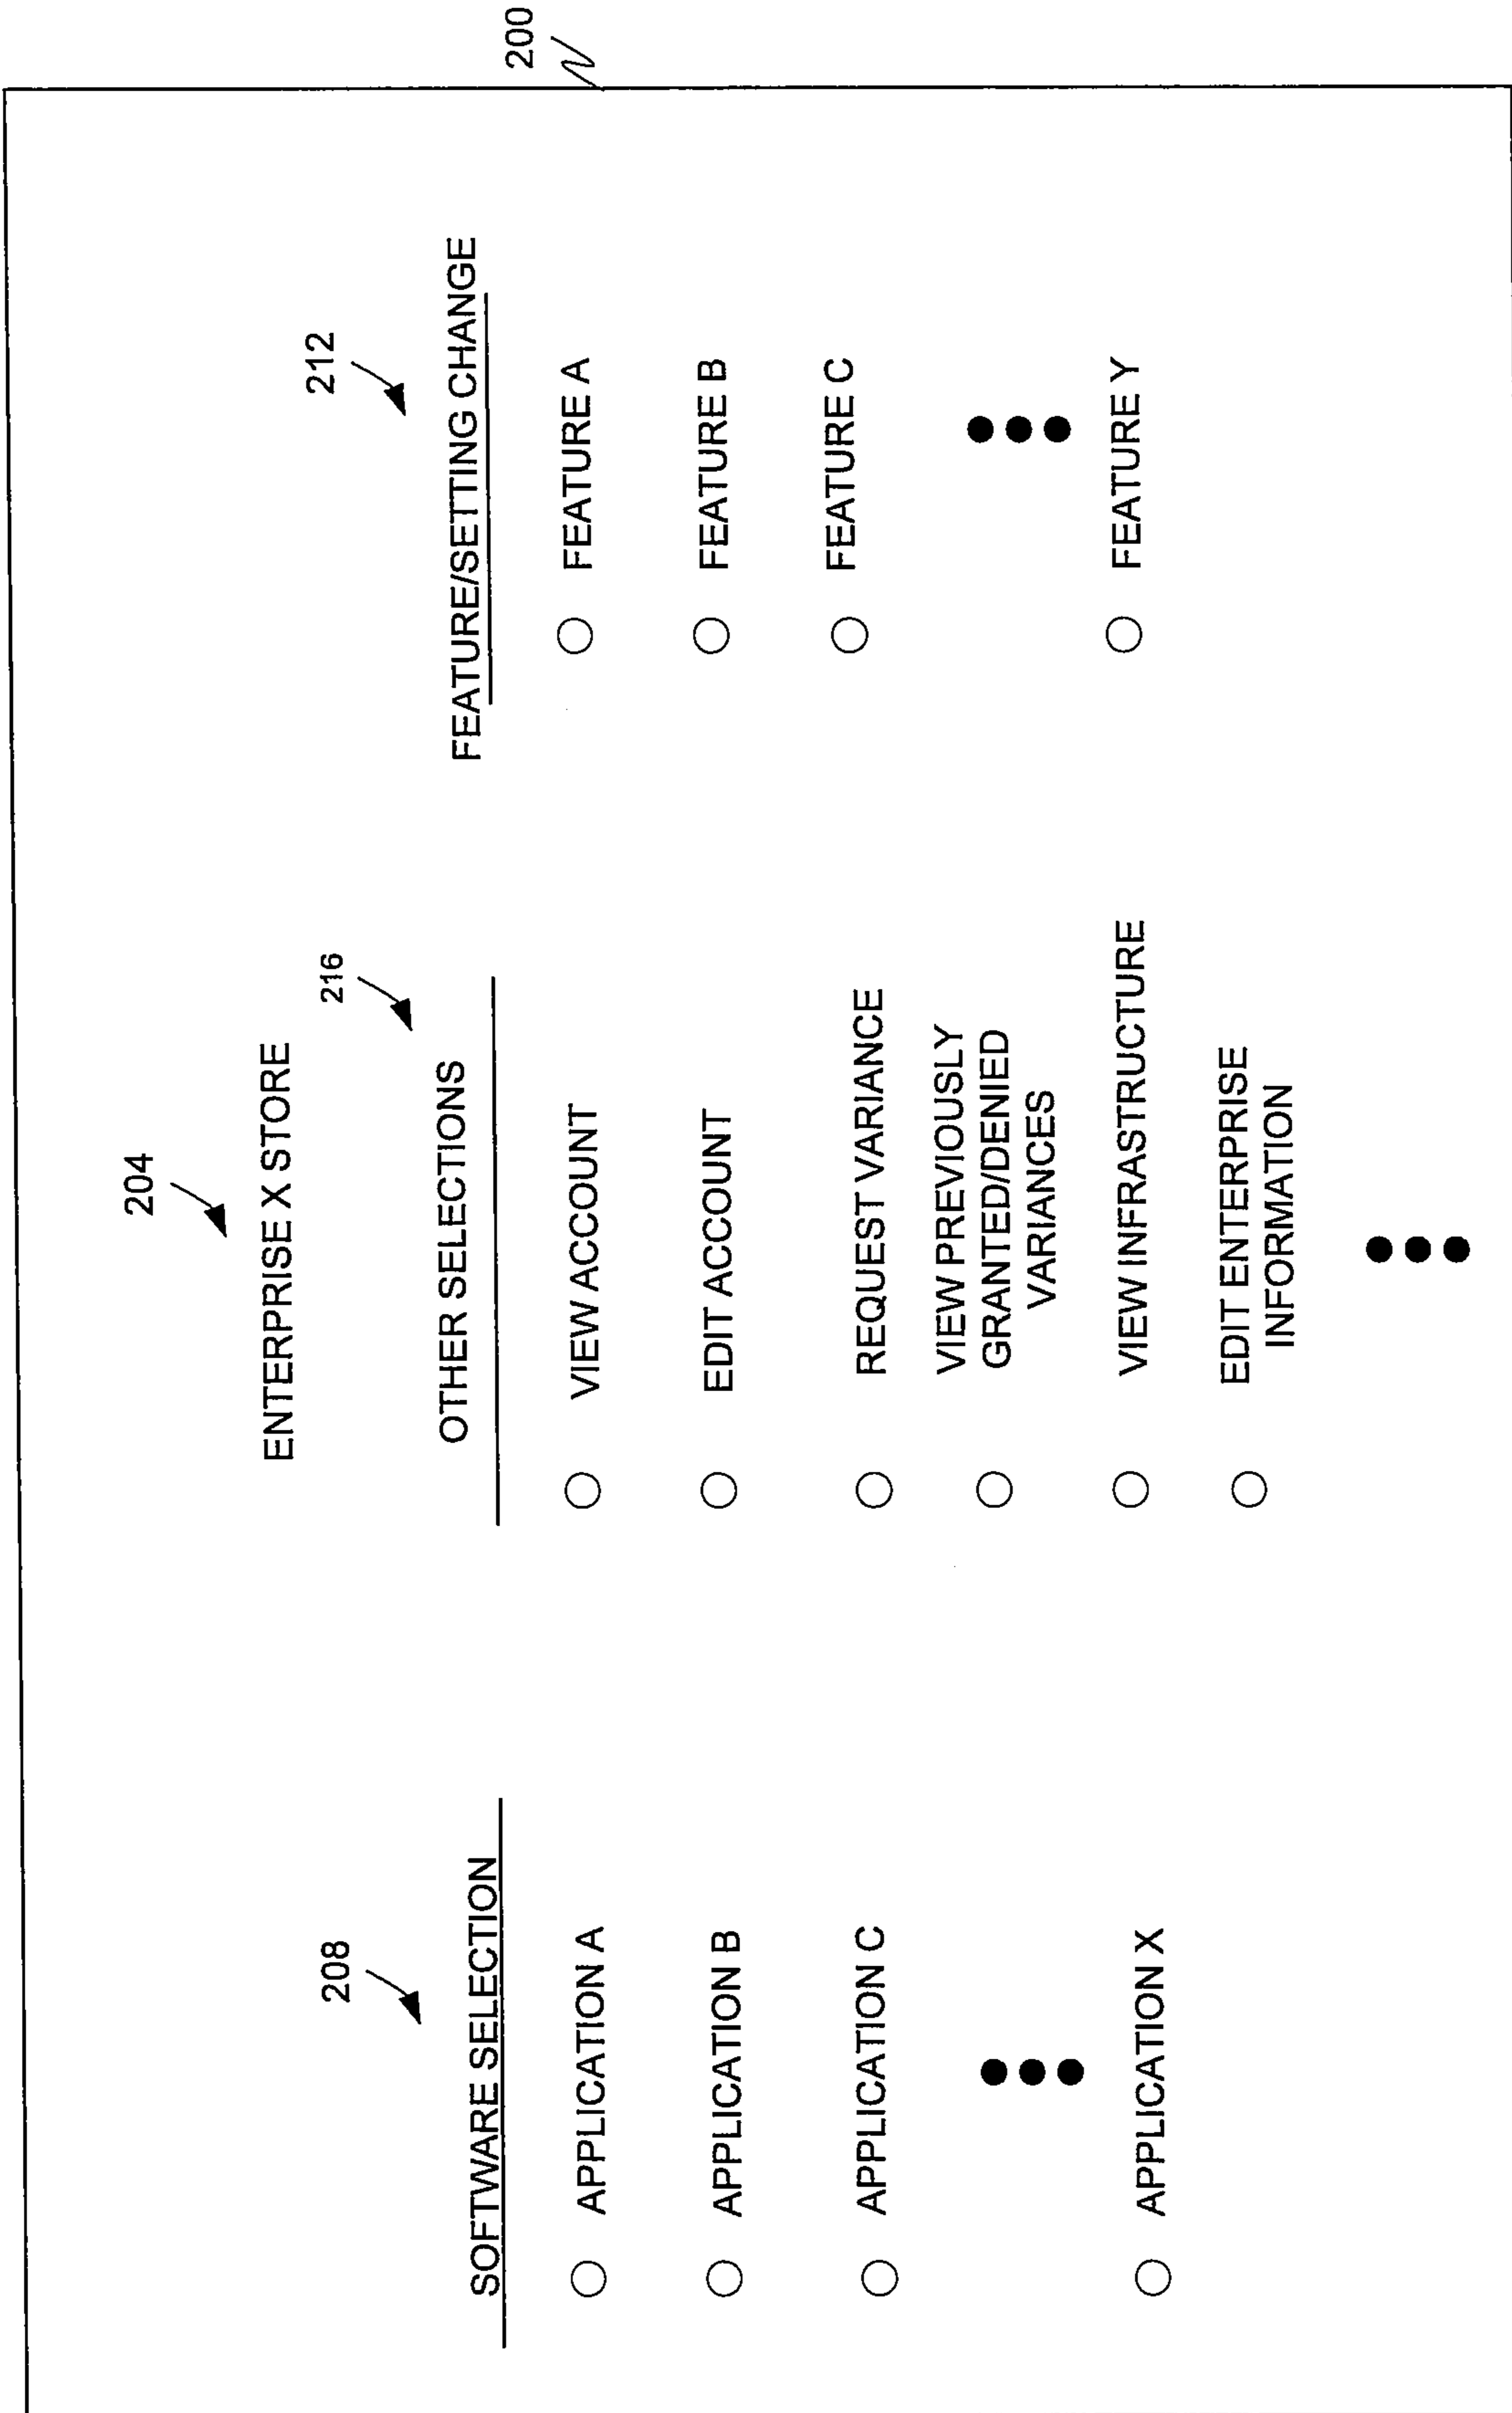 200
204
ENTERPRISE X STORE
208
SOFTWARE SELECTION
APPLICATION A
APPLICATION B
APPLICATION C
APPLICATION X
216
OTHER SELECTIONS
VIEW ACCOUNT
EDIT ACCOUNT
REQUEST VARIANCE
VIEW PREVIOUSLY
GRANTED/DENIED
VARIANCES
VIEW INFRASTRUCTURE
EDIT ENTERPRISE
INFORMATION
212
FEATURE/SETTING CHANGE
FEATURE A
FEATURE B
FEATURE C
FEATURE Y